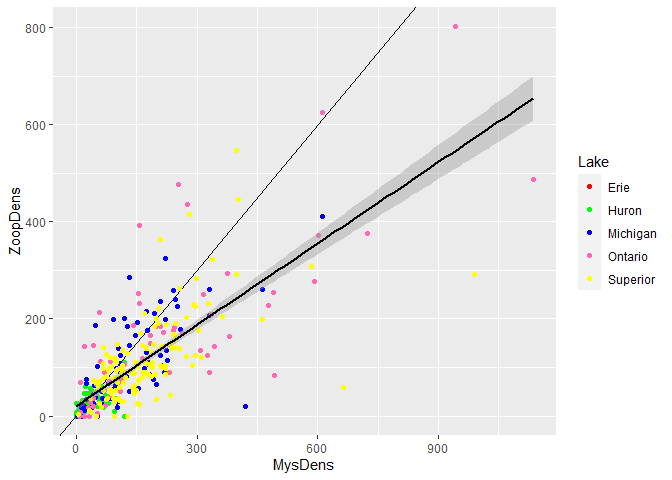 800
600
400
200
0
ZoopDens
0
300
600
900
MysDens
Lake
Erie
Huron
Michigan
Ontario
Superior